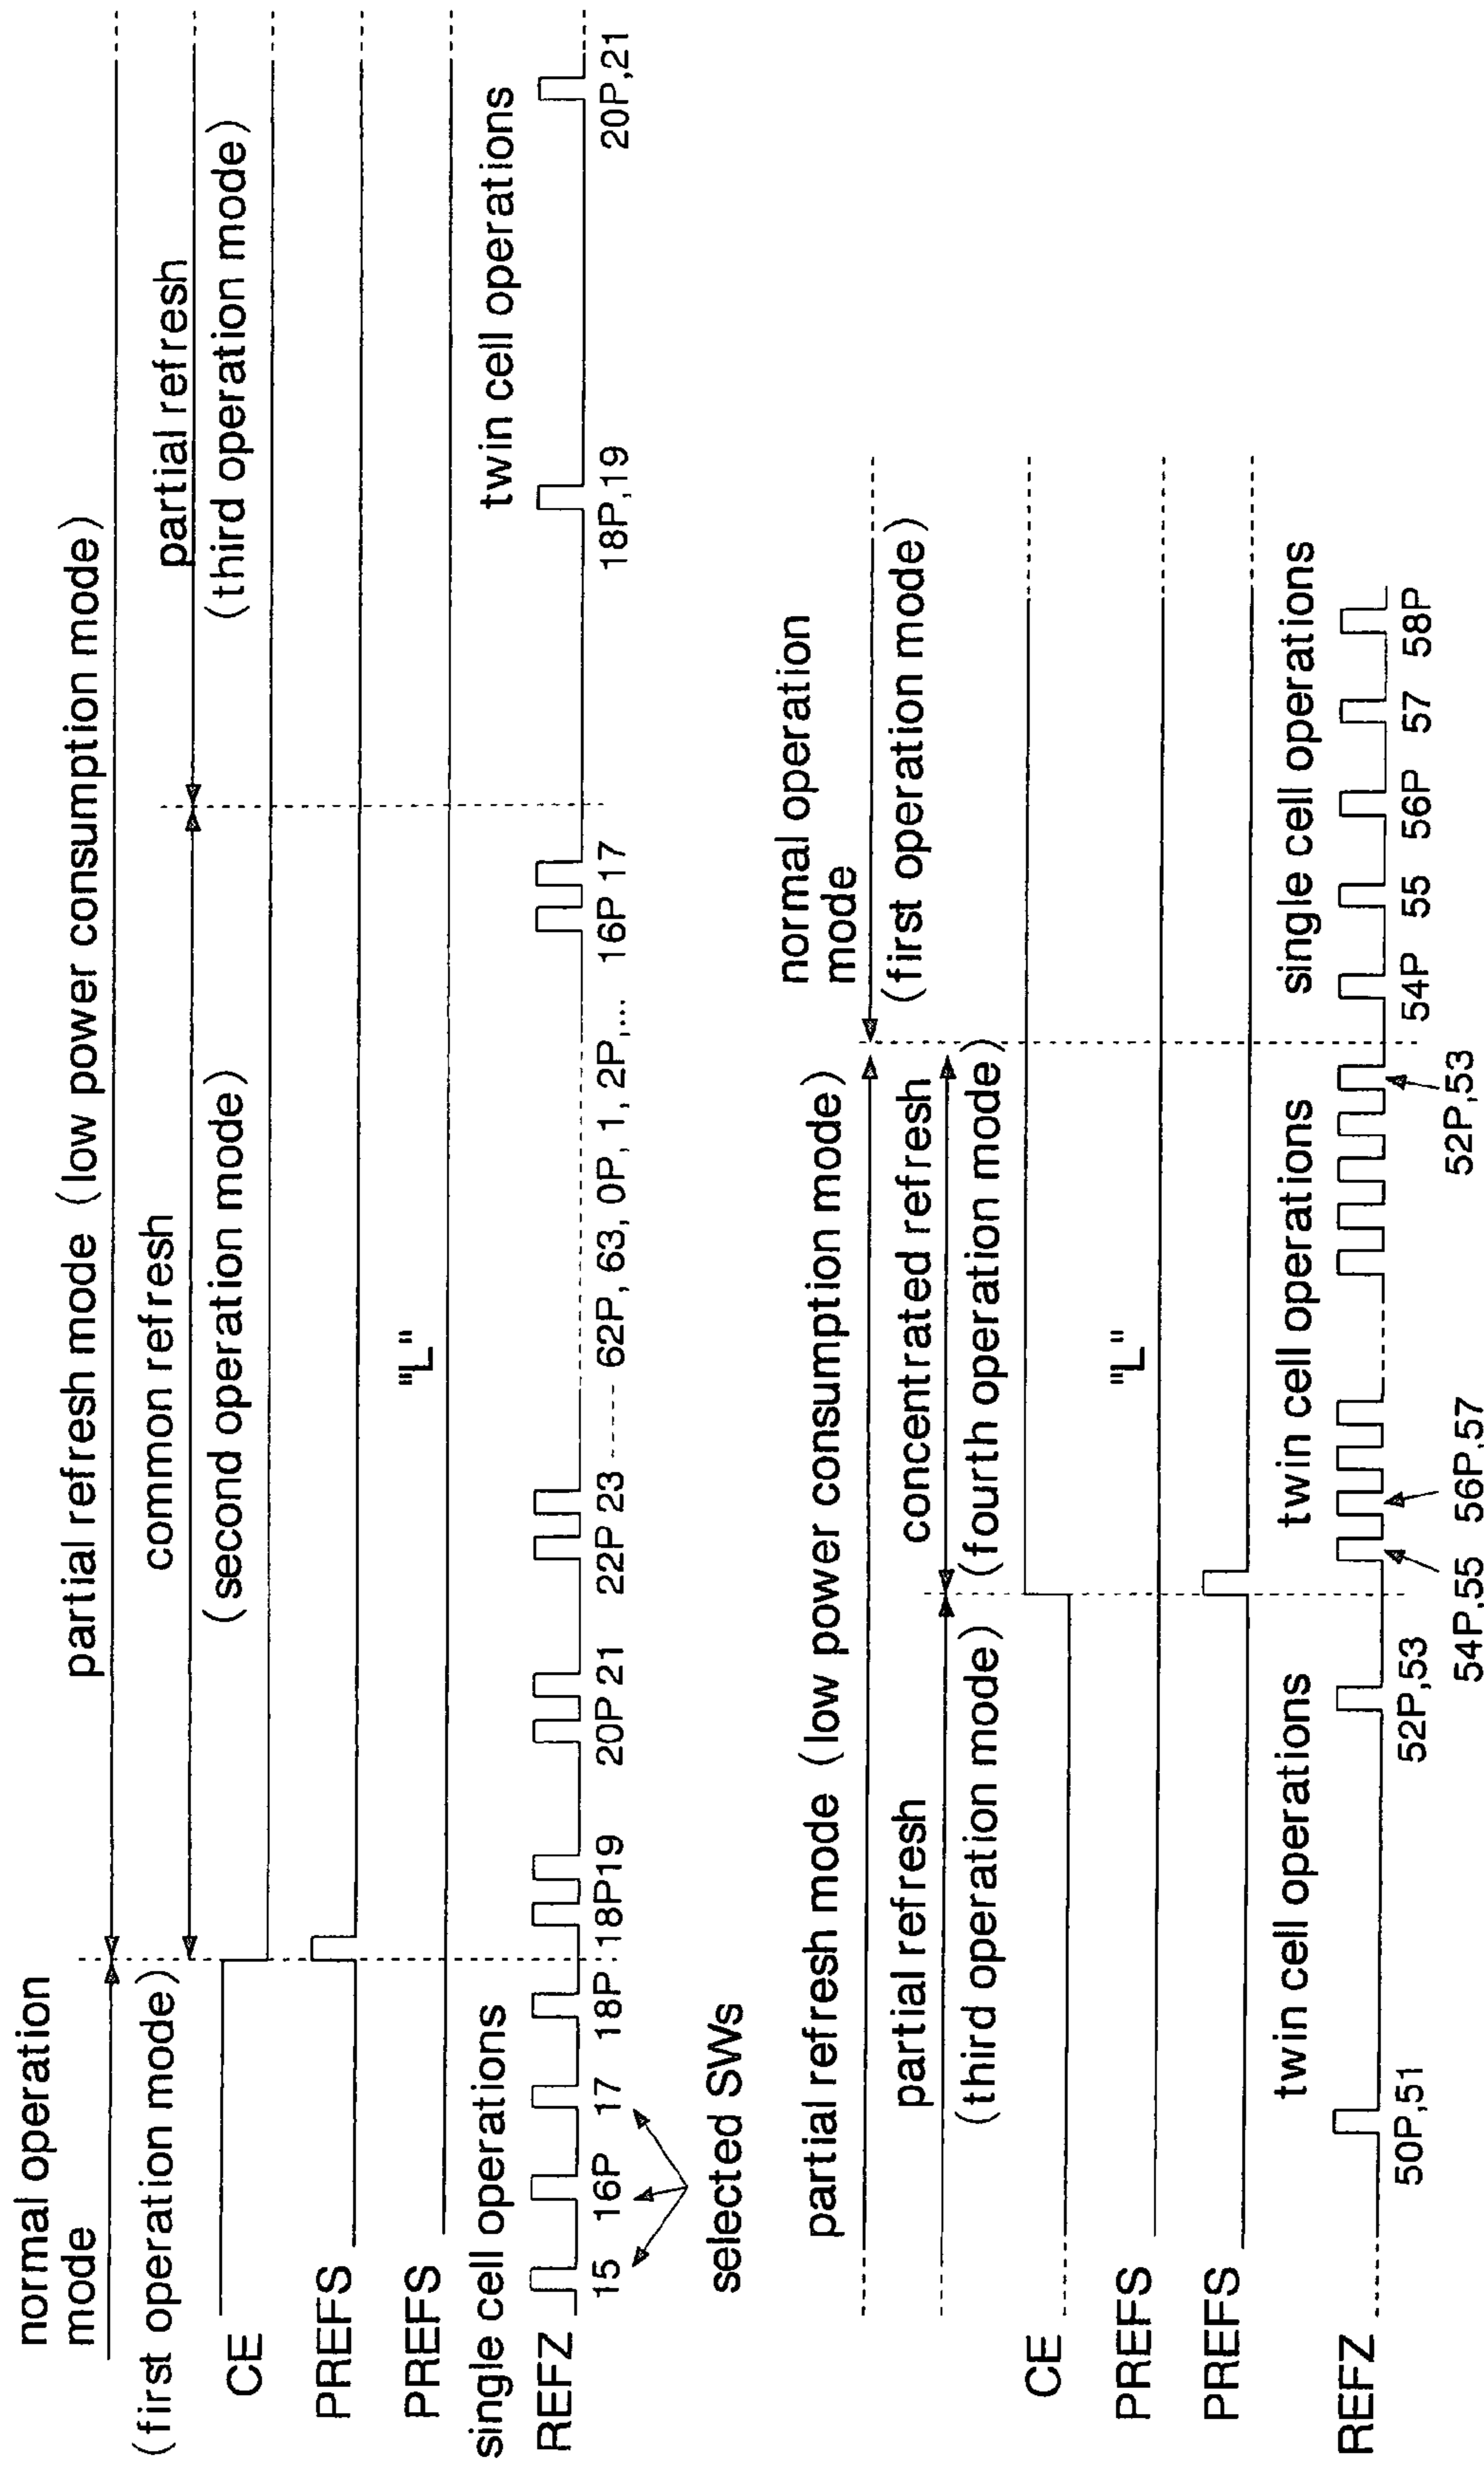 normal operation
mode
(first operation mode)
partial refresh mode (low power consumption mode)
common refresh
(second operation mode)
partial refresh
(third operation mode)
CE
PREFS
PREFS
"L"
single cell operations
twin cell operations
REFZ
15 16P 17 18P 18P19 20P 21 22P 23 ----- 62P, 63, 0P, 1, 2P,... 16P 17 18P,19 20P,21
selected SWs
partial refresh mode (low power consumption mode)
normal operation
mode
(first operation mode)
partial refresh
(third operation mode)
concentrated refresh
(fourth operation mode)
CE
PREFS
"L"
PREFS
twin cell operations
twin cell operations
single cell operations
REFZ
50P,51 52P,53 54P 55 56P 57 58P
54P,55 56P,57 52P,53